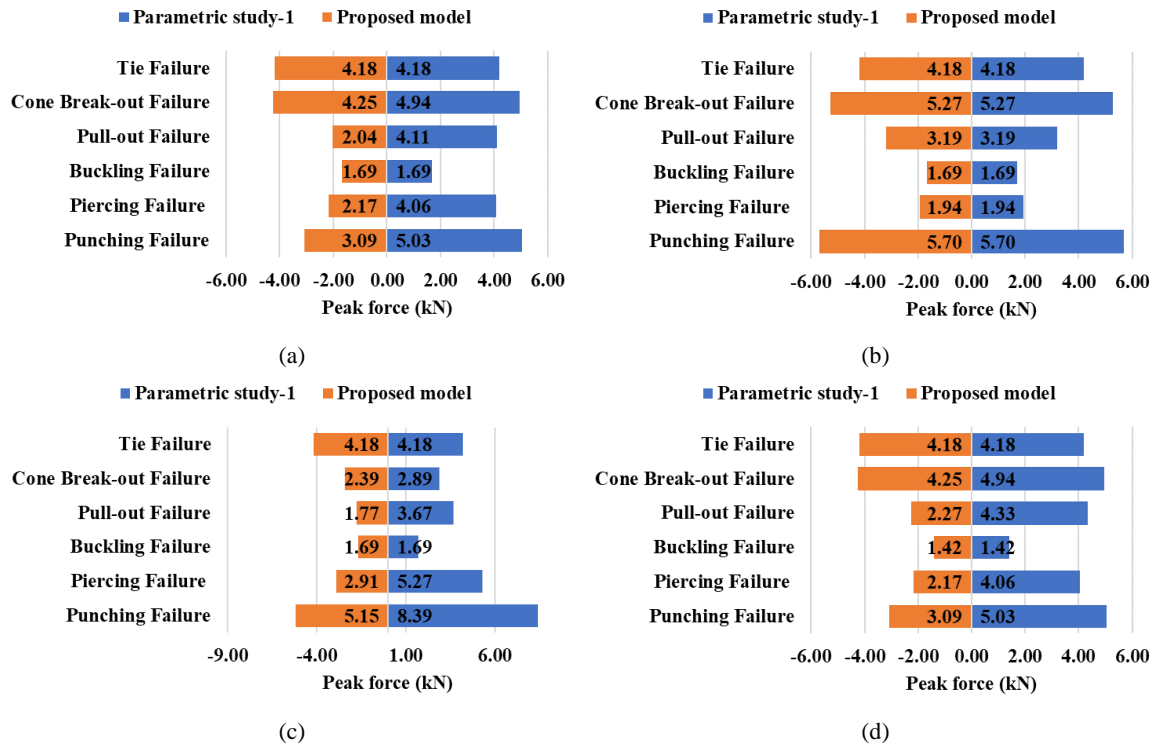 Parametric study-1 Proposed model
Tie Failure 4.18 4.18
Cone Break-out Failure 4.25 4.94
Pull-out Failure 2.04 4.11
Buckling Failure 1.69 1.69
Piercing Failure 2.17 4.06
Punching Failure 3.09 5.03
-6.00 -4.00 -2.00 0.00 2.00 4.00 6.00
Peak force (kN)
(a)
Parametric study-1 Proposed model
Tie Failure 4.18 4.18
Cone Break-out Failure 5.27 5.27
Pull-out Failure 3.19 3.19
Buckling Failure 1.69 1.69
Piercing Failure 1.94 1.94
Punching Failure 5.70 5.70
-6.00 -4.00 -2.00 0.00 2.00 4.00 6.00
Peak force (kN)
(b)
Parametric study-1 Proposed model
Tie Failure 4.18 4.18
Cone Break-out Failure 2.39 2.89
Pull-out Failure 1.77 3.67
Buckling Failure 1.69 1.69
Piercing Failure 2.91 5.27
Punching Failure 5.15 8.39
-9.00 -4.00 1.00 6.00
Peak force (kN)
(c)
Parametric study-1 Proposed model
Tie Failure 4.18 4.18
Cone Break-out Failure 4.25 4.94
Pull-out Failure 2.27 4.33
Buckling Failure 1.42 1.42
Piercing Failure 2.17 4.06
Punching Failure 3.09 5.03
-6.00 -4.00 -2.00 0.00 2.00 4.00 6.00
Peak force (kN)
(d)